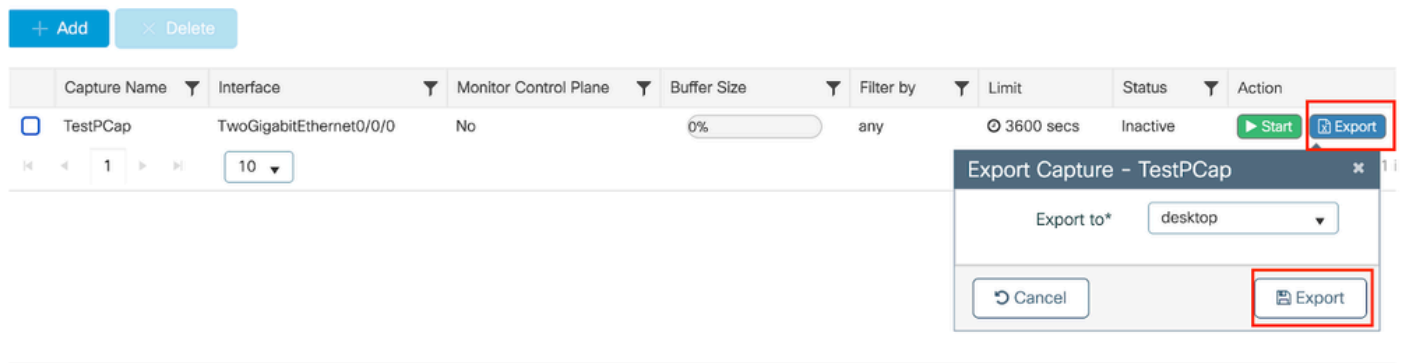 + Add × Delete
Capture Name Interface Monitor Control Plane Buffer Size Filter by Limit Status Action
TestPCap TwoGigabitEthernet0/0/0 No 0% any 3600 secs Inactive Start Export
1 10 1
Export Capture - TestPCap ×
Export to* desktop
Cancel Export